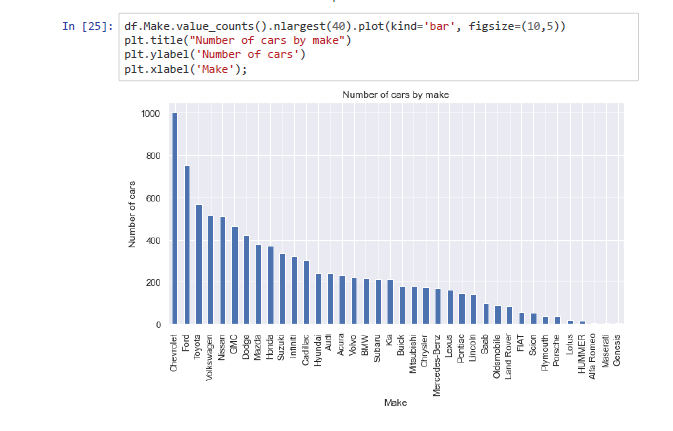 In [25]: df.Make.value_counts().nlargest(40).plot(kind='bar', figsize=(10,5))
plt.title("Number of cars by make")
plt.ylabel('Number of cars')
plt.xlabel('Make');
Number of cars by make
Number of cars
1000
800
600
400
200
0
Chevrolet
Ford
Toyota
Volkswagen
Nissan
GMC
Dodge
Mazda
Honda
Suzuki
Infiniti
Cadillac
Hyundai
Audi
Acura
Volvo
BMW
Subaru
Kia
Buick
Mitsubishi
Chrysler
Mercedes-Benz
Lexus
Pontiac
Lincoln
Saab
Oldsmobile
Land Rover
FIAT
Scion
Plymouth
Porsche
Lotus
HUMMER
Alfa Romeo
Maserati
Genesis
Make